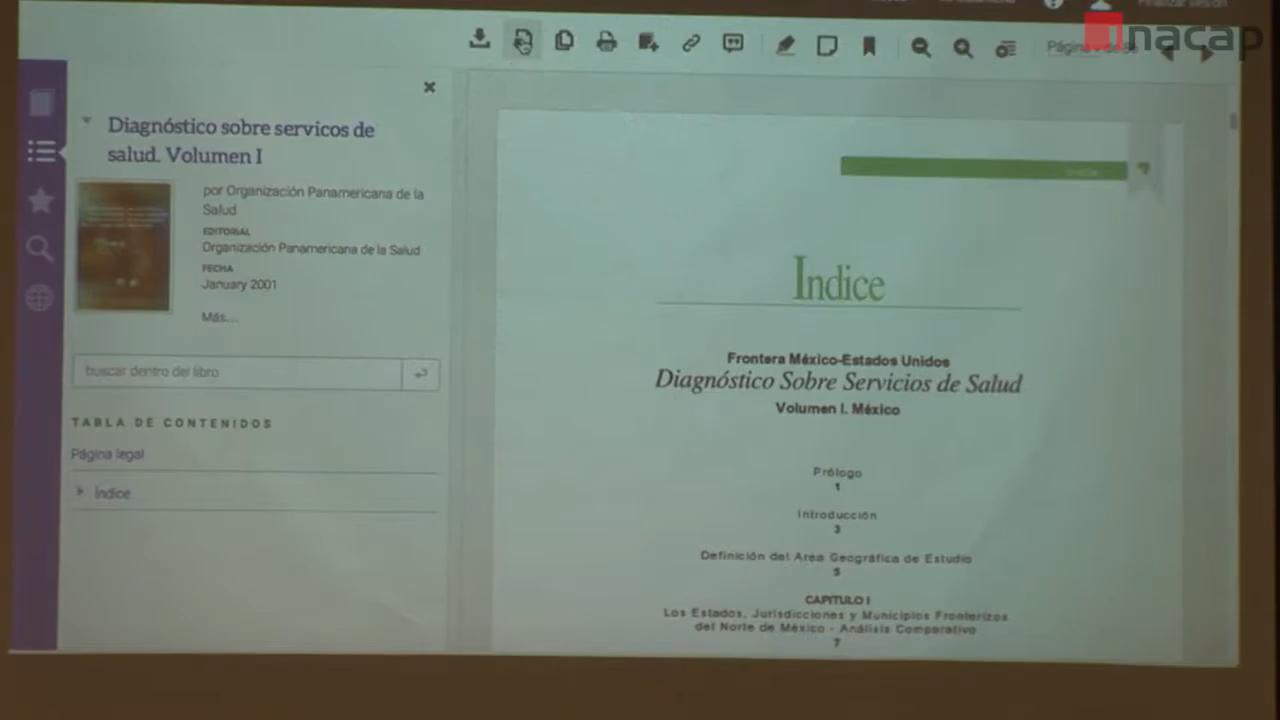 Finalizar sesión
Página
inacap
Diagnóstico sobre servicos de
salud. Volumen I
por Organización Panamericana de la
Salud
EDITORIAL
Organización Panamericana de la Salud
FECHA
January 2001
Más...
buscar dentro del libro
TABLA DE CONTENIDOS
Página legal
Índice
Indice
Frontera México-Estados Unidos
Diagnóstico Sobre Servicios de Salud
Volumen I. México
Prólogo
1
Introducción
3
Definición del Area Geográfica de Estudio
5
CAPITULO I
Los Estados, Jurisdicciones y Municipios Fronterizos
del Norte de México - Análisis Comparativo
7